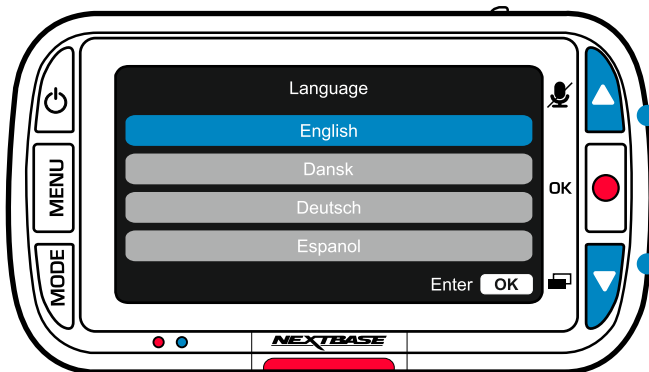 Language
English
Dansk
Deutsch
Espanol
Enter OK
MENU
MODE
OK
NEXTBASE